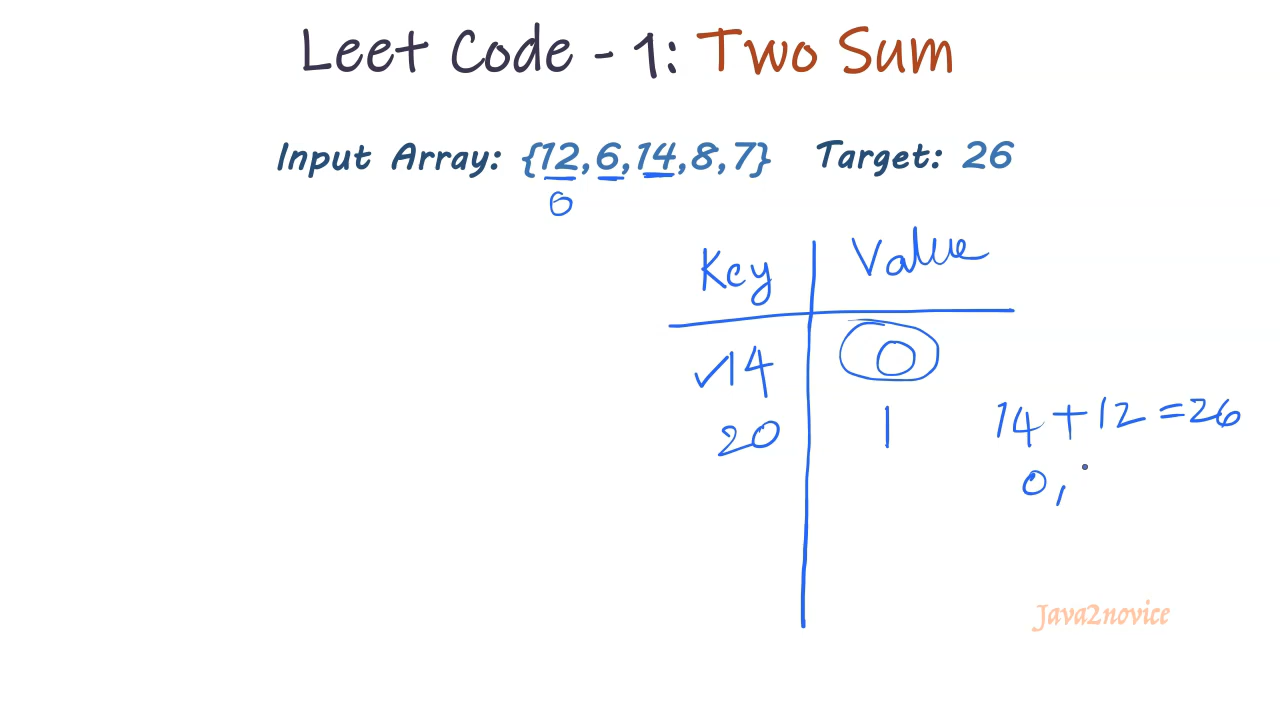 Leet Code - 1: Two Sum
Input Array: {12,6,14,8,7} Target: 26
0
Key Value
✓14 0
20 1
14+12=26
0,
Java2novice